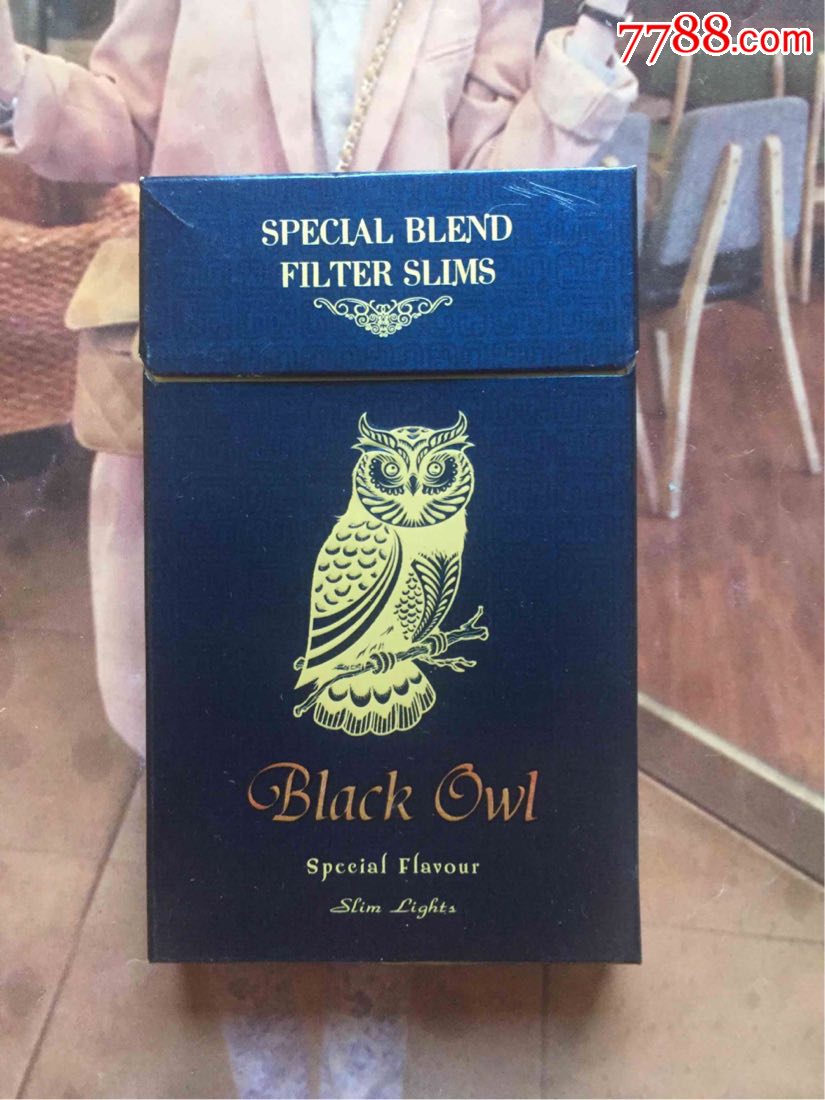 7788.com
SPECIAL BLEND
FILTER SLIMS
Black Owl
Special Flavour
Slim Lights